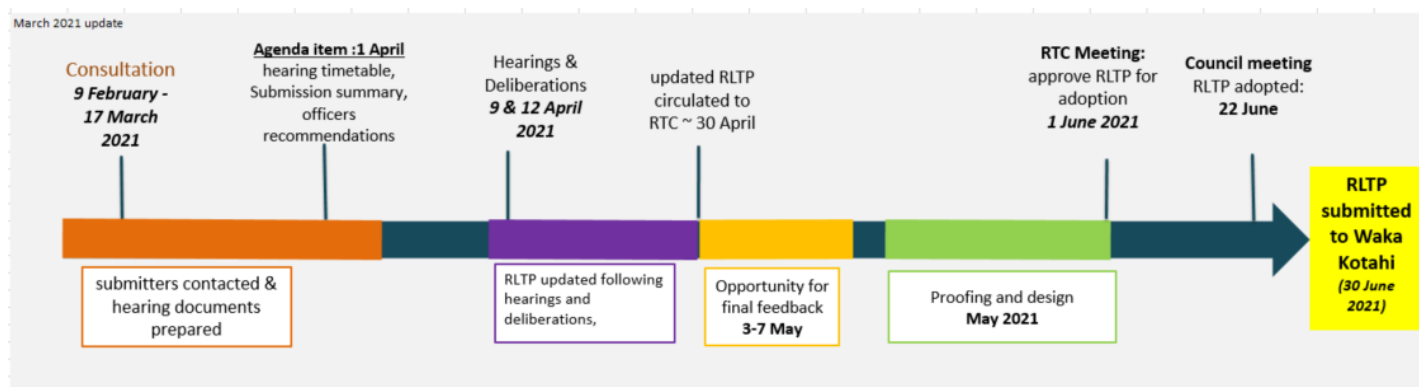 March 2021 update
Consultation
9 February -
17 March
2021
Agenda item :1 April
hearing timetable,
Submission summary,
officers
recommendations
Hearings &
Deliberations
9 & 12 April
2021
updated RLTP
circulated to
RTC ~ 30 April
RTC Meeting:
approve RLTP for
adoption
1 June 2021
Council meeting
RLTP adopted:
22 June
RLTP
submitted
to Waka
Kotahi
(30 June
2021)
submitters contacted &
hearing documents
prepared
RLTP updated following
hearings and
deliberations,
Opportunity for
final feedback
3-7 May
Proofing and design
May 2021